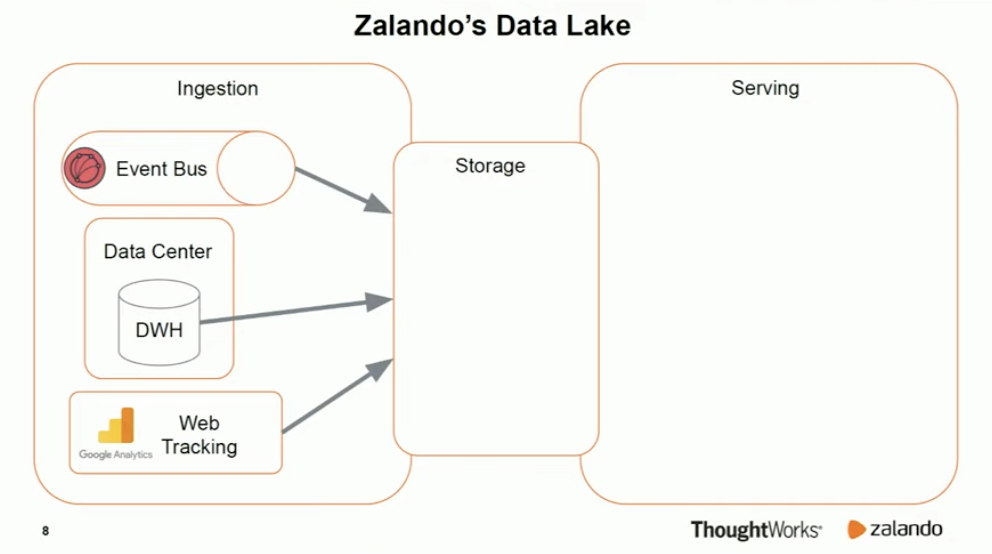 Zalando's Data Lake
Ingestion
Event Bus
Data Center
DWH
Google Analytics
Web
Tracking
Storage
Serving
8
ThoughtWorks®
zalando